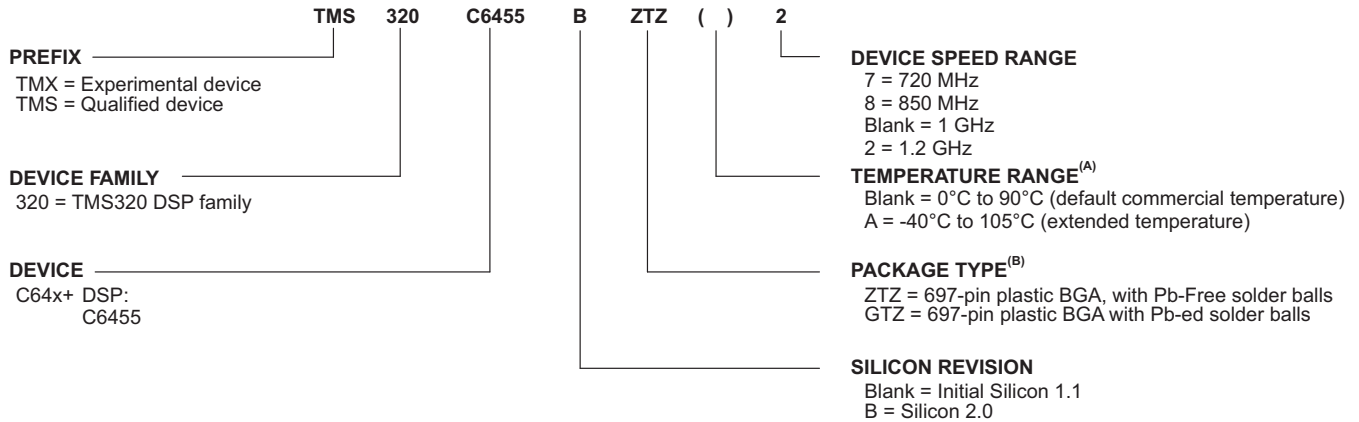 TMS 320 C6455 B ZTZ ( ) 2
PREFIX
TMX = Experimental device
TMS = Qualified device
DEVICE FAMILY
320 = TMS320 DSP family
DEVICE
C64x+ DSP:
C6455
DEVICE SPEED RANGE
7 = 720 MHz
8 = 850 MHz
Blank = 1 GHz
2 = 1.2 GHz
TEMPERATURE RANGE(A)
Blank = 0°C to 90°C (default commercial temperature)
A = -40°C to 105°C (extended temperature)
PACKAGE TYPE(B)
ZTZ = 697-pin plastic BGA, with Pb-Free solder balls
GTZ = 697-pin plastic BGA with Pb-ed solder balls
SILICON REVISION
Blank = Initial Silicon 1.1
B = Silicon 2.0